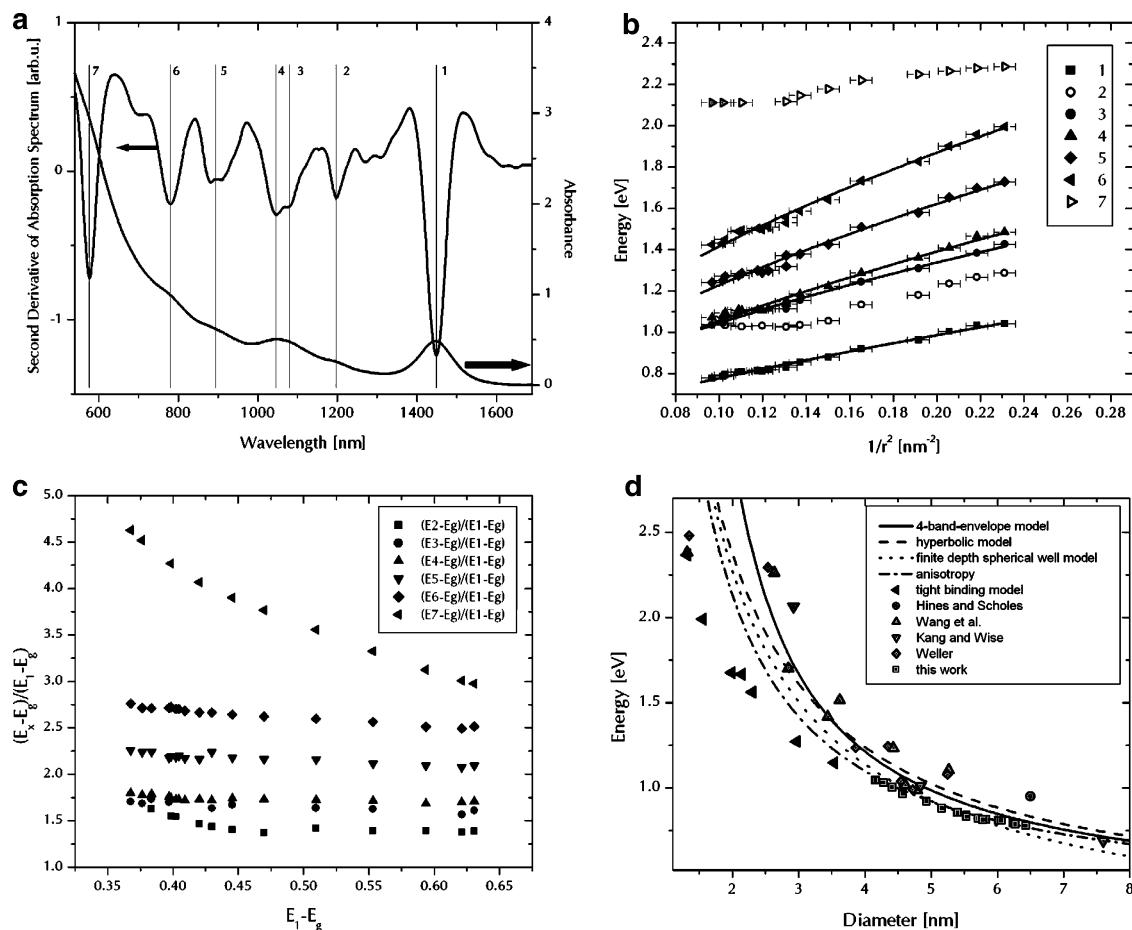 a
Second Derivative of Absorption Spectrum [arb.u.]
1
0
-1
7
6
5
4
3
2
1
4
3
2
1
0
Absorbance
600
800
1000
1200
1400
1600
Wavelength [nm]
b
Energy [eV]
2.4
2.2
2.0
1.8
1.6
1.4
1.2
1.0
0.8
1
2
3
4
5
6
7
0.08 0.10 0.12 0.14 0.16 0.18 0.20 0.22 0.24 0.26 0.28
1/r² [nm⁻²]
c
(Eₓ-E_g)/(E₁-E_g)
5.0
4.5
4.0
3.5
3.0
2.5
2.0
1.5
1.0
(E2-Eg)/(E1-Eg)
(E3-Eg)/(E1-Eg)
(E4-Eg)/(E1-Eg)
(E5-Eg)/(E1-Eg)
(E6-Eg)/(E1-Eg)
(E7-Eg)/(E1-Eg)
0.35 0.40 0.45 0.50 0.55 0.60 0.65
E₁-E_g
d
Energy [eV]
2.5
2.0
1.5
1.0
4-band-envelope model
hyperbolic model
finite depth spherical well model
anisotropy
tight binding model
Hines and Scholes
Wang et al.
Kang and Wise
Weller
this work
2 3 4 5 6 7 8
Diameter [nm]